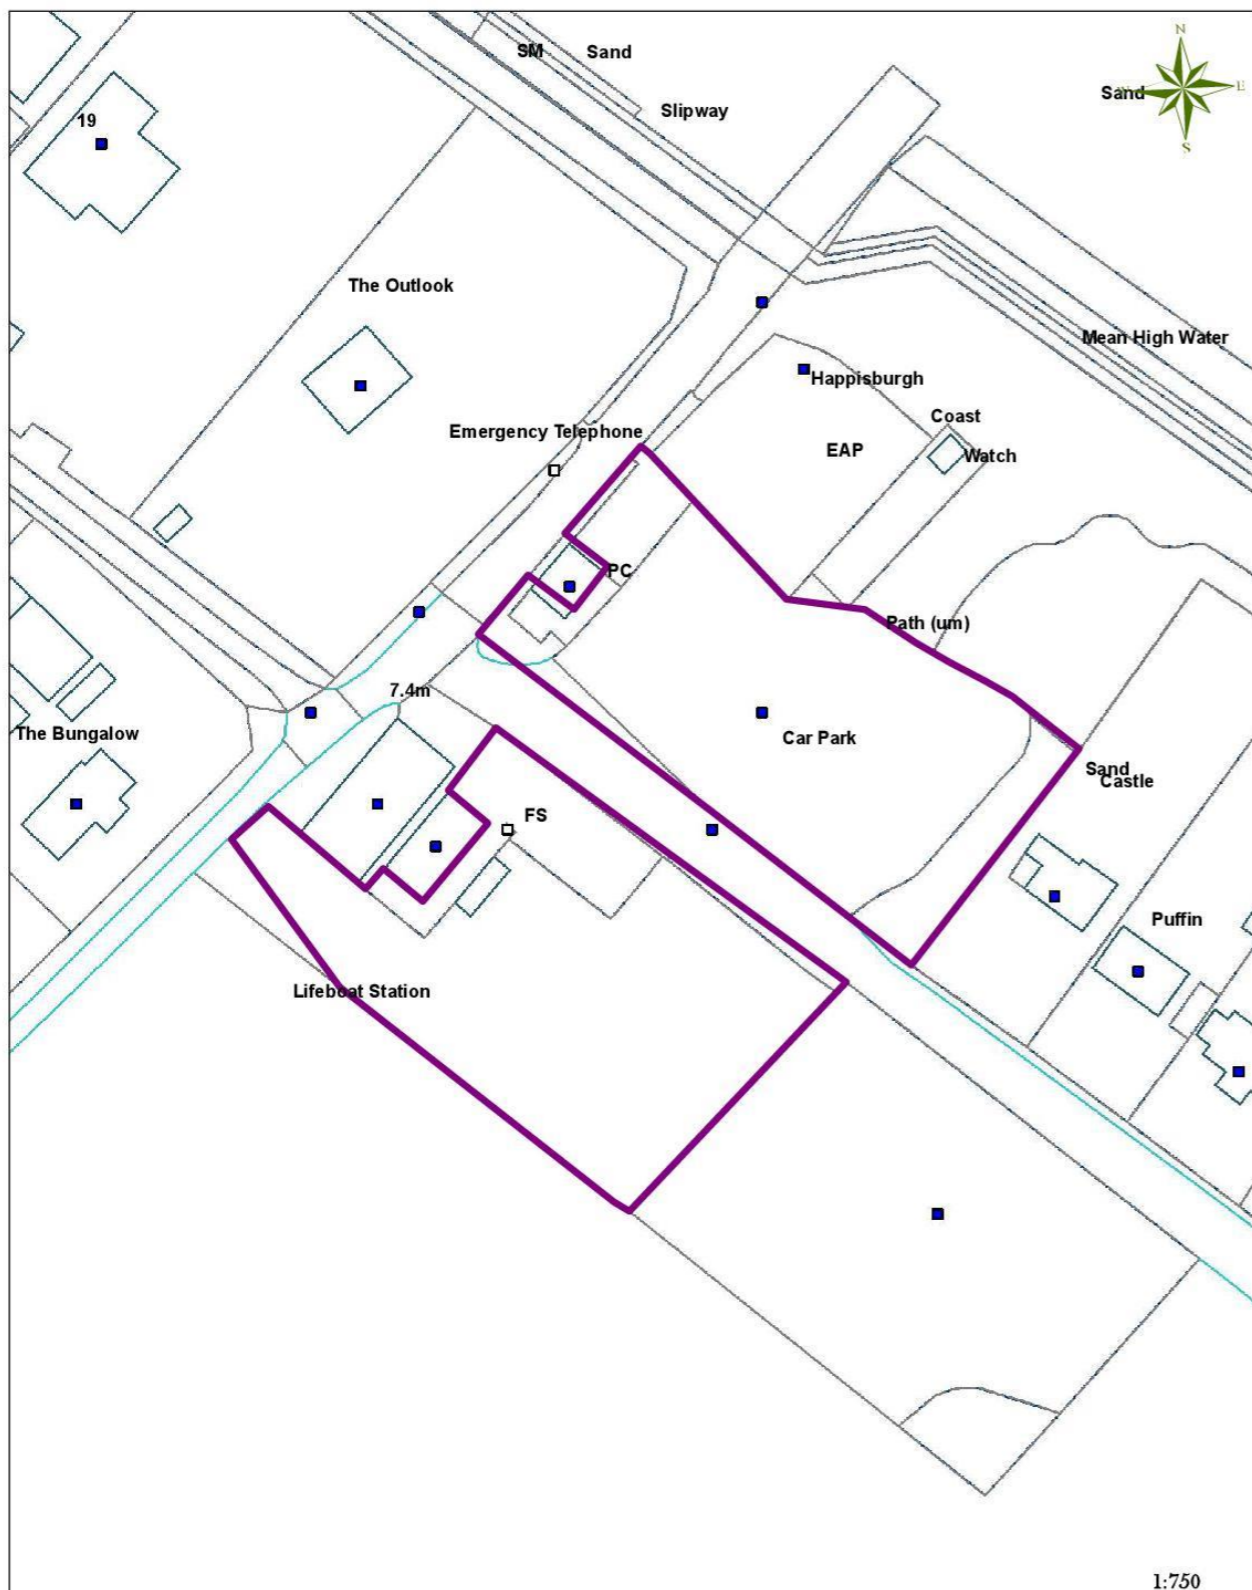 N
SM
Sand
Sand
E
Slipway
19
S
The Outlook
Mean High Water
Happisburgh
Coast
Emergency Telephone
EAP
Watch
PC
Path (um)
7.4m
The Bungalow
Car Park
Sand
Castle
FS
Puffin
Lifeboat Station
1:750